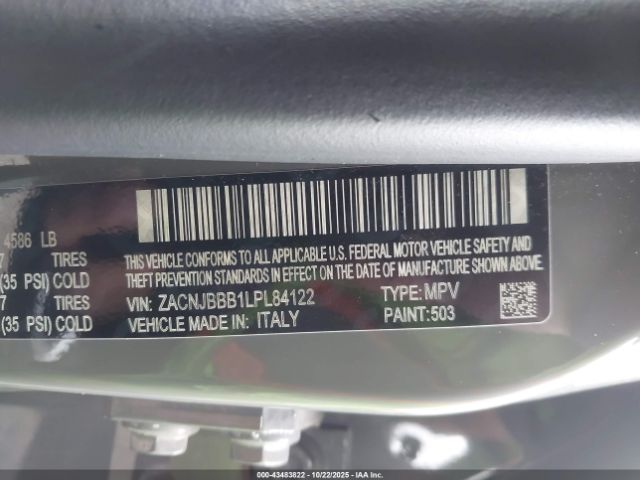 4586 LB
7 TIRES
(35 PSI) COLD
7 TIRES
(35 PSI) COLD
THIS VEHICLE CONFORMS TO ALL APPLICABLE U.S. FEDERAL MOTOR VEHICLE SAFETY AND
THEFT PREVENTION STANDARDS IN EFFECT ON THE DATE OF MANUFACTURE SHOWN ABOVE.
VIN: ZACNJBBB1LPL84122 TYPE: MPV
VEHICLE MADE IN: ITALY PAINT:503
000-43483822 - 10/22/2025 - IAA Inc.